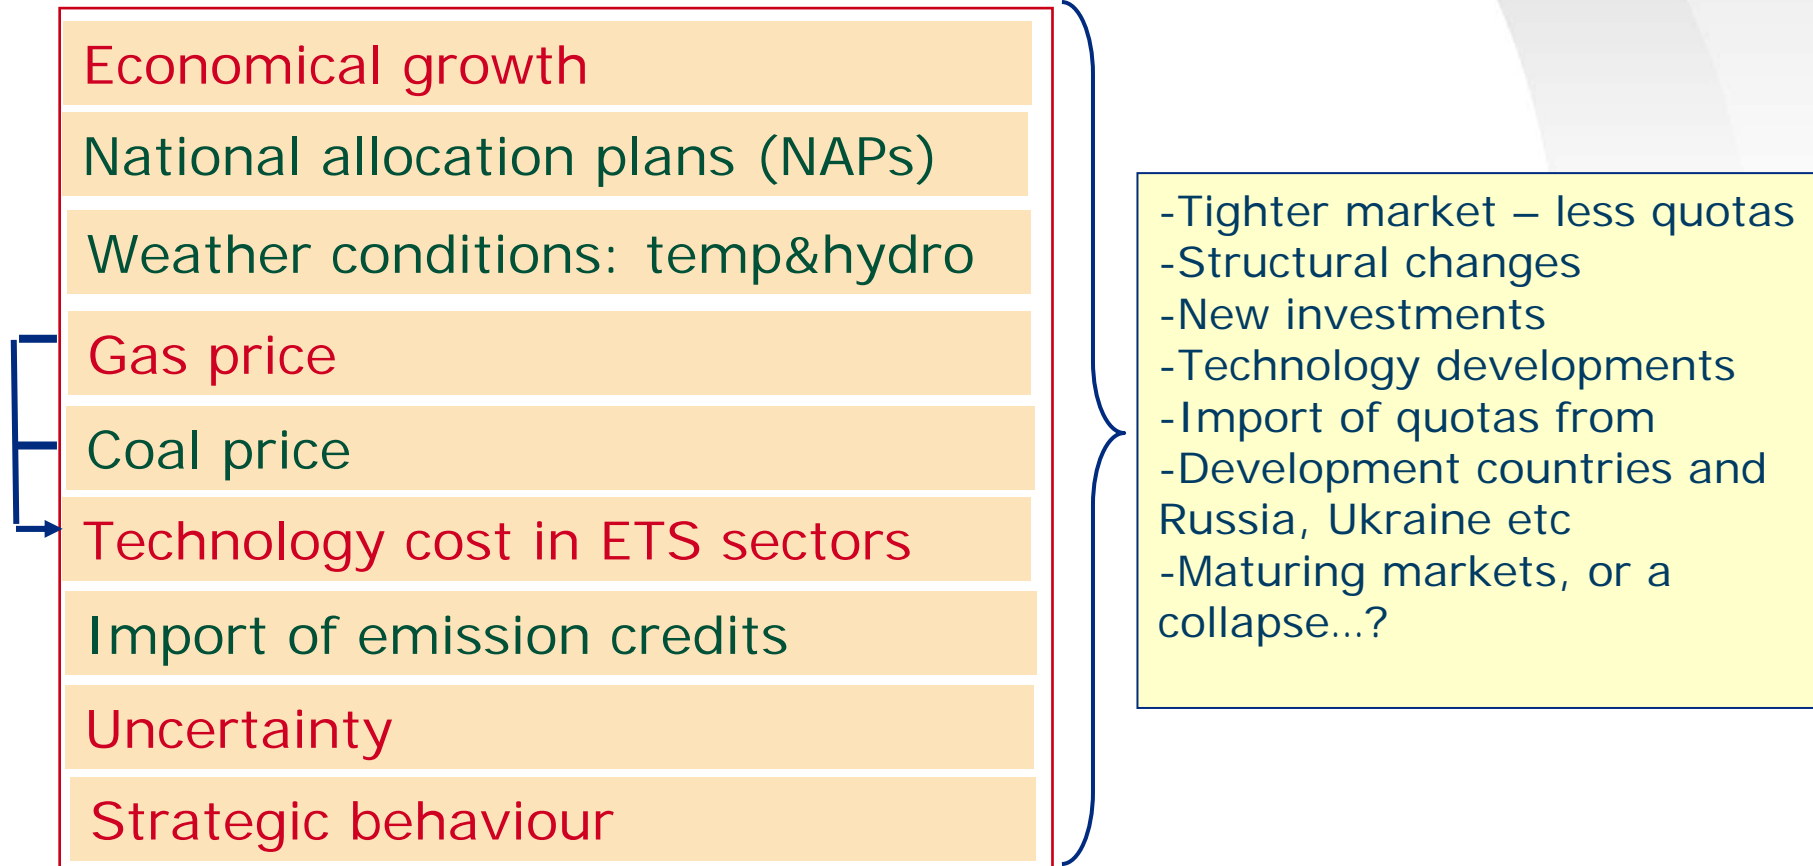 Economical growth
National allocation plans (NAPs)
Weather conditions: temp&hydro
Gas price
Coal price
Technology cost in ETS sectors
Import of emission credits
Uncertainty
Strategic behaviour
-Tighter market – less quotas
-Structural changes
-New investments
-Technology developments
-Import of quotas from
-Development countries and
Russia, Ukraine etc
-Maturing markets, or a
collapse…?